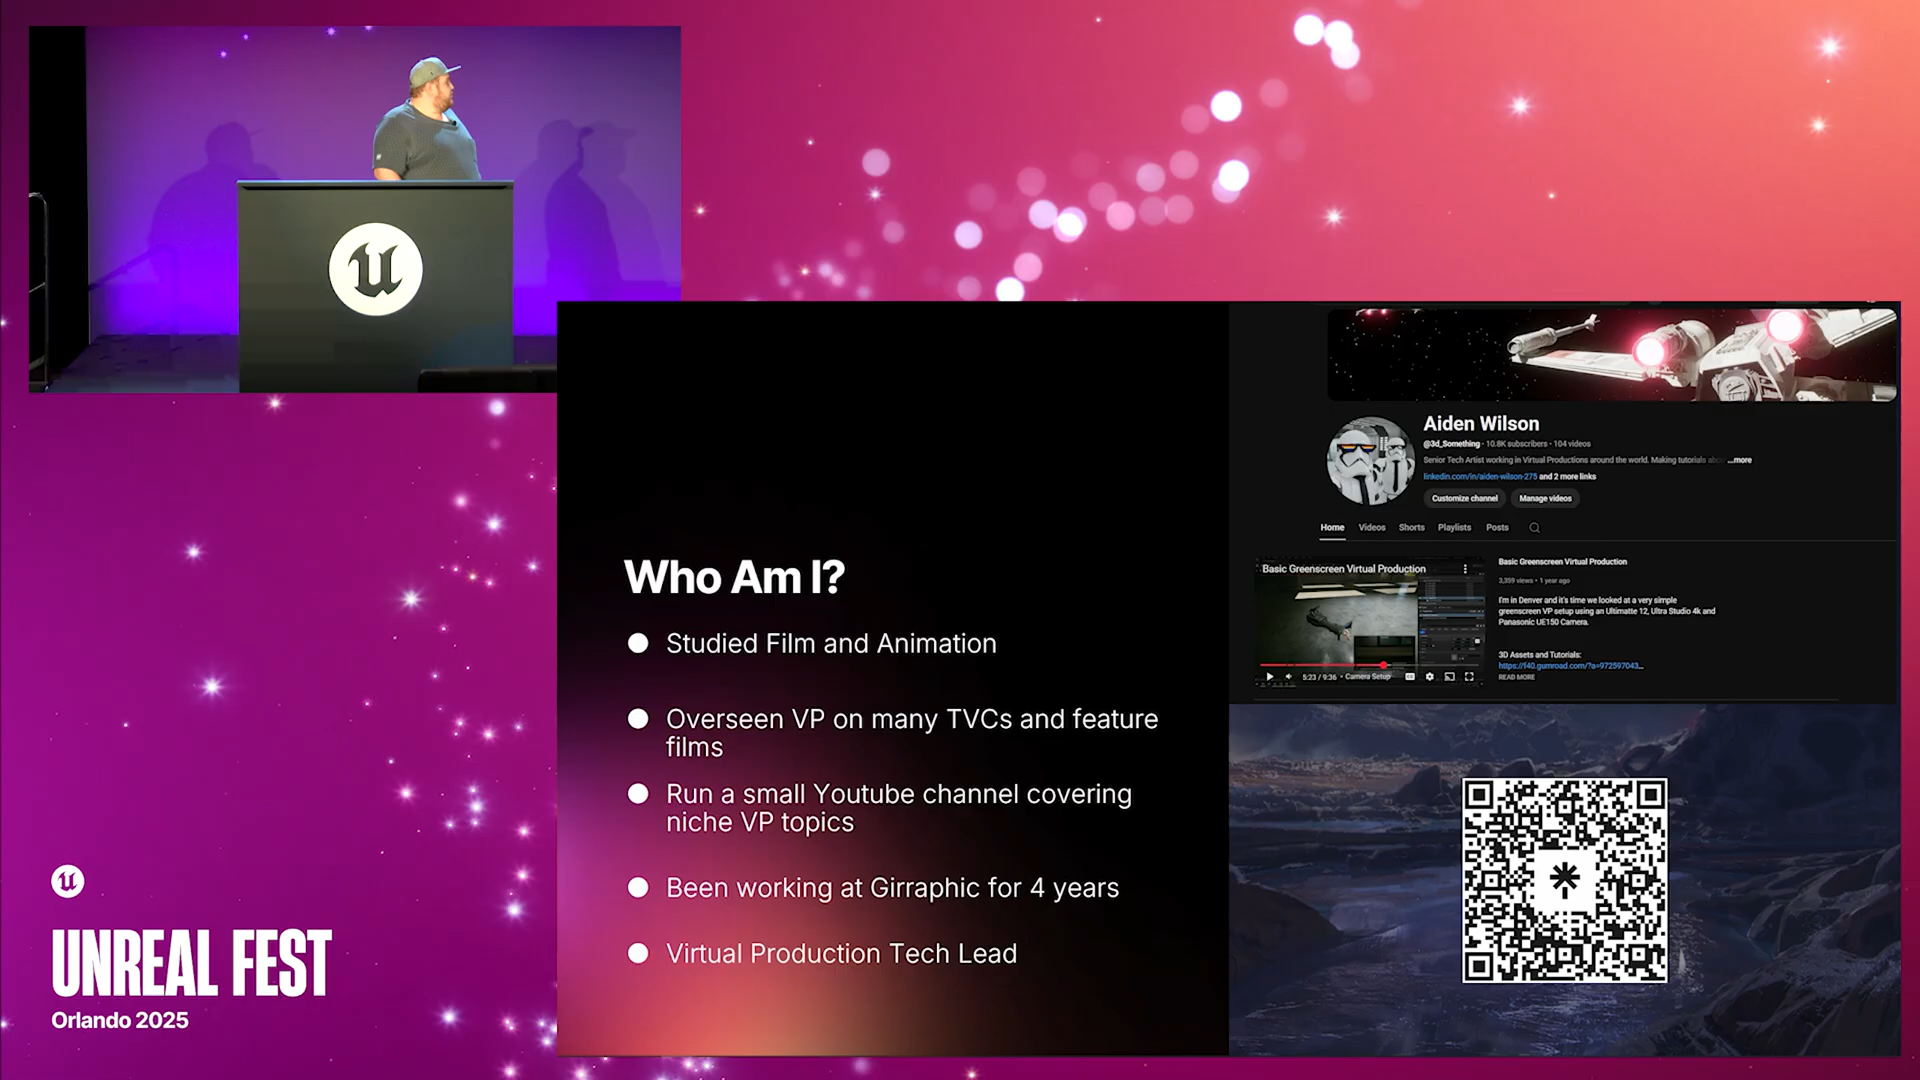 Who Am I?
Studied Film and Animation
Overseen VP on many TVCs and feature
films
Run a small Youtube channel covering
niche VP topics
Been working at Girraphic for 4 years
Virtual Production Tech Lead
Aiden Wilson
@3d_Something · 10.8K subscribers · 104 videos
Senior Tech Artist working in Virtual Productions around the world. Making tutorials ...more
linkedin.com/in/aiden-wilson-275 and 2 more links
Customize channel Manage videos
Home Videos Shorts Playlists Posts
Basic Greenscreen Virtual Production
5:23 / 9:36 · Camera Setup
Basic Greenscreen Virtual Production
3,359 views · 1 year ago
I'm in Denver and it's time we looked at a very simple
greenscreen VP setup using an Ultimatte 12, Ultra Studio 4k and
Panasonic UE150 Camera.
3D Assets and Tutorials:
https://f40.gumroad.com/?a=972597043...
READ MORE
UNREAL FEST
Orlando 2025